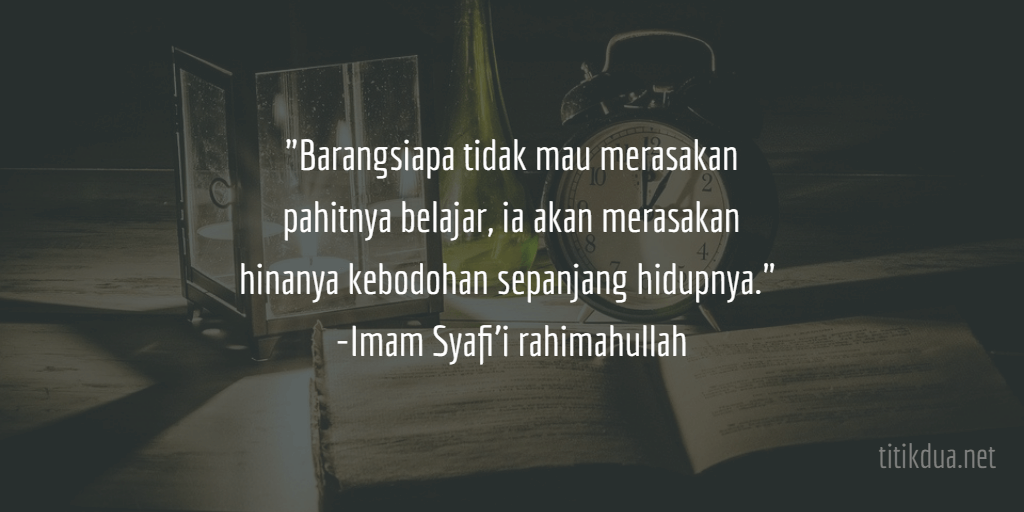 "Barangsiapa tidak mau merasakan
pahitnya belajar, ia akan merasakan
hinanya kebodohan sepanjang hidupnya."
-Imam Syafi'i rahimahullah
titikdua.net